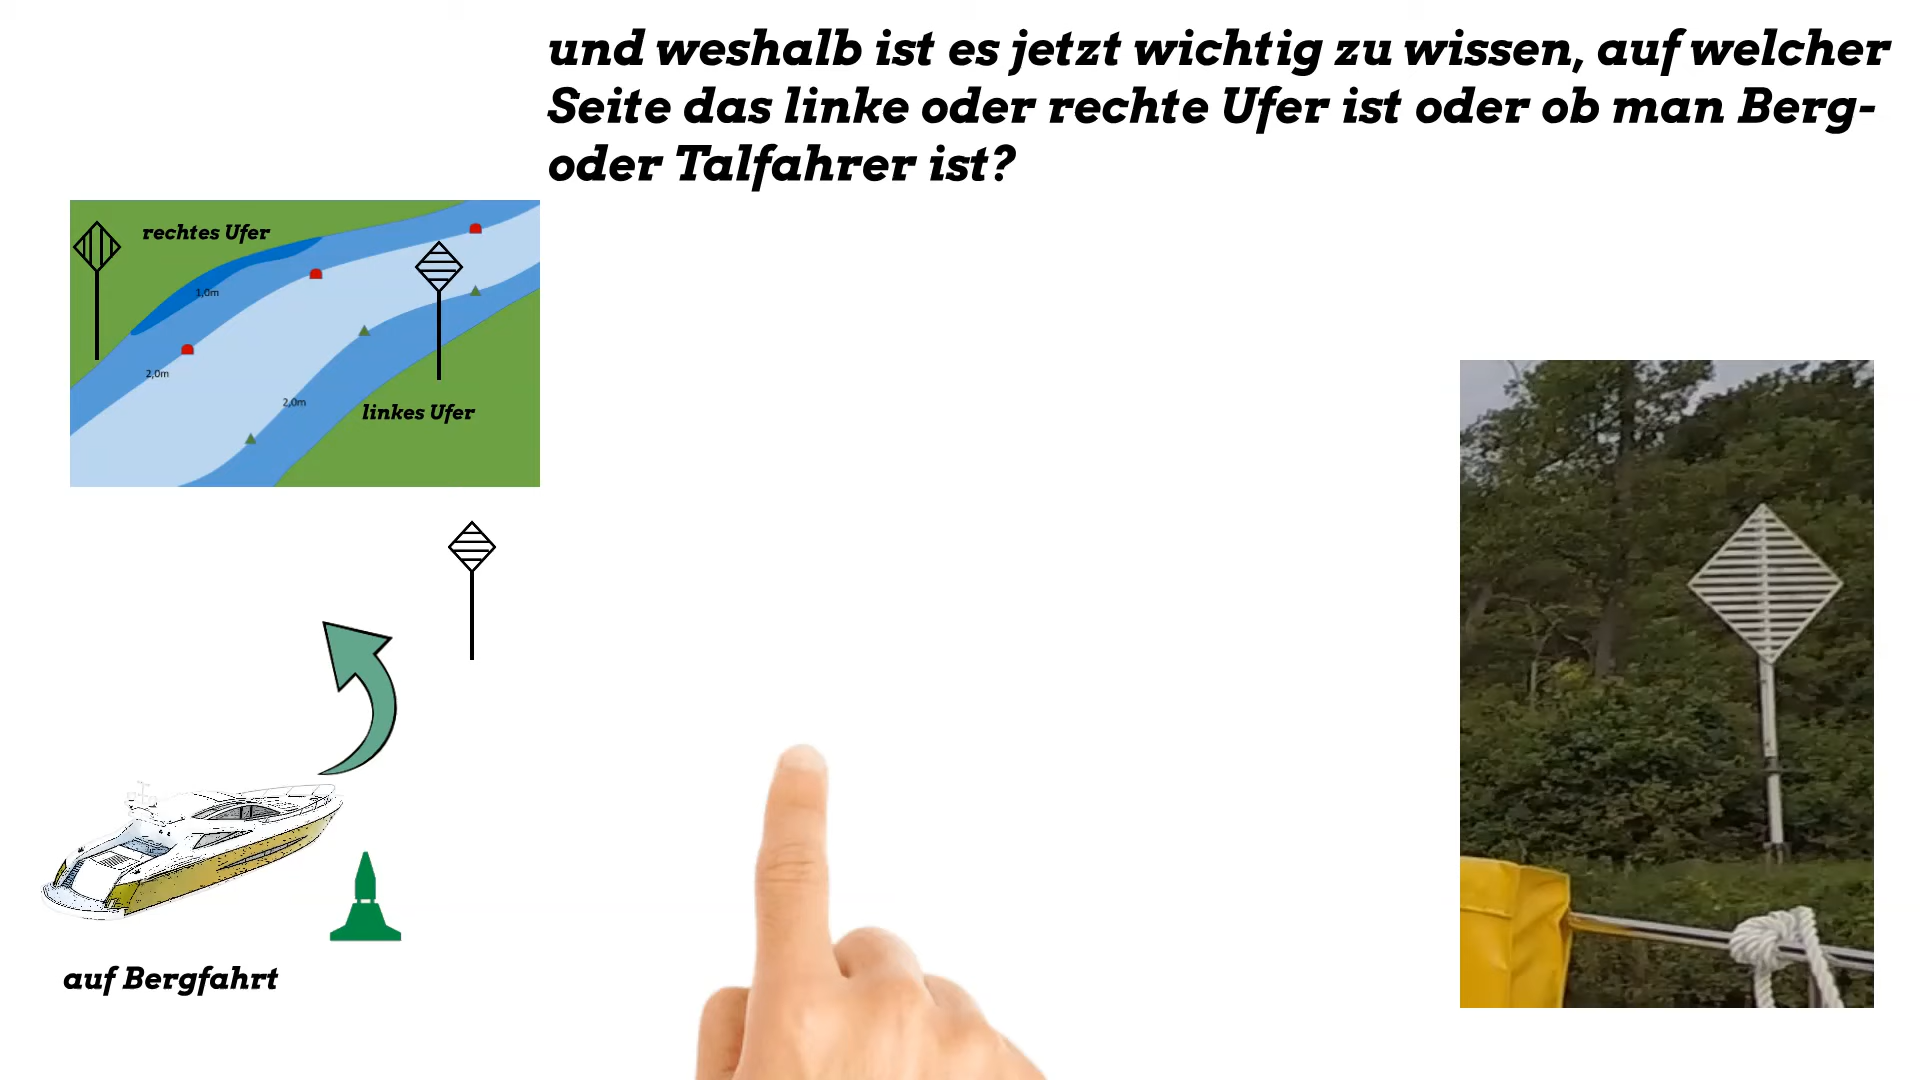 und weshalb ist es jetzt wichtig zu wissen, auf welcher
Seite das linke oder rechte Ufer ist oder ob man Berg-
oder Talfahrer ist?
rechtes Ufer
1,0m
2,0m
2,0m
linkes Ufer
auf Bergfahrt